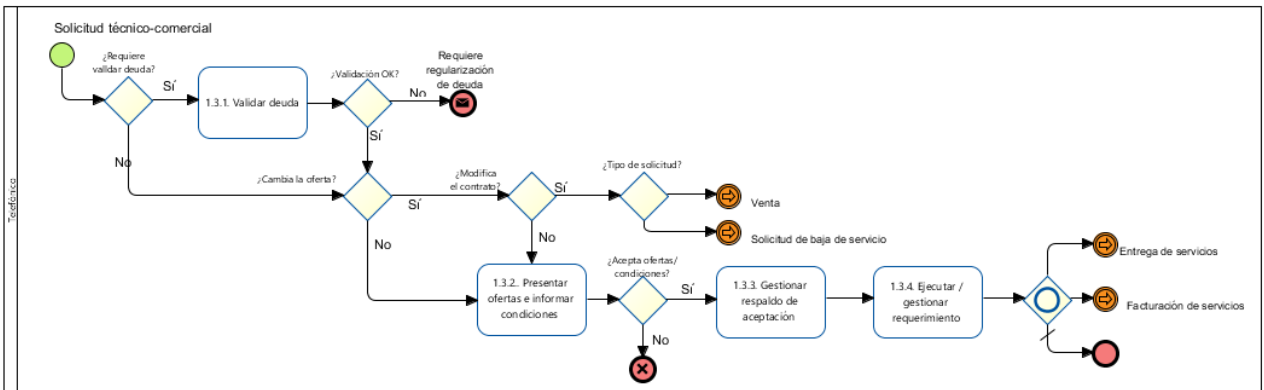 Solicitud técnico-comercial
¿Requiere
validar deuda?
Sí
1.3.1. Validar deuda
¿Validación OK?
No
Requiere
regularización
de deuda
Sí
No
¿Cambia la oferta?
Sí
¿Modifica
el contrato?
Sí
¿Tipo de solicitud?
Venta
Solicitud de baja de servicio
No
No
1.3.2. Presentar
ofertas e informar
condiciones
¿Acepta ofertas/
condiciones?
Sí
No
1.3.3. Gestionar
respaldo de
aceptación
1.3.4. Ejecutar /
gestionar
requerimiento
Entrega de servicios
Facturación de servicios
Telefónica